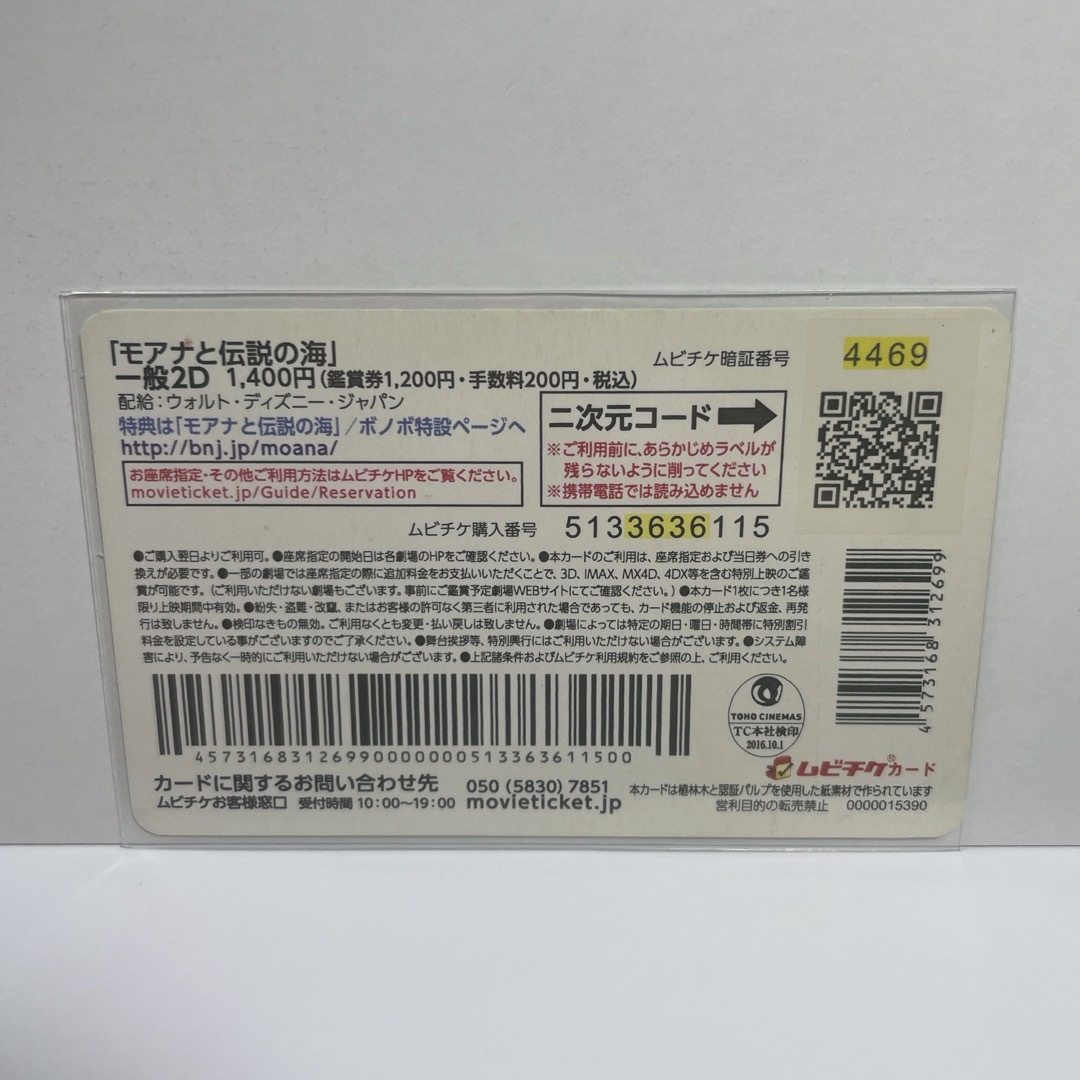 「モアナと伝説の海」
一般2D 1,400円(鑑賞券1,200円・手数料200円・税込)
配給：ウォルト・ディズニー・ジャパン
特典は「モアナと伝説の海」/ボノボ特設ページへ
http://bnj.jp/moana/
お座席指定・その他ご利用方法はムビチケHPをご覧ください。
movieticket.jp/Guide/Reservation
ムビチケ暗証番号 4469
二次元コード
※ご利用前に、あらかじめラベルが
残らないように削ってください
※携帯電話では読み込めません
ムビチケ購入番号 5133636115
●ご購入翌日よりご利用可。●座席指定の開始日は各劇場のHPをご確認ください。●本カードのご利用は、座席指定および当日券への引き
換えが必要です。●一部の劇場では座席指定の際に追加料金をお支払いいただくことで、3D、IMAX、MX4D、4DX等を含む特別上映のご鑑
賞が可能です。(ご利用いただけない劇場もございます。事前にご鑑賞予定劇場WEBサイトにてご確認ください。)●本カード1枚につき1名様
限り上映期間中有効。●紛失・盗難・改竄、またはお客様の許可なく第三者に利用された場合であっても、カード機能の停止および返金、再発
行は致しません。●検印なきもの無効。ご利用なくとも変更・払い戻しは致しません。●劇場によっては特定の期日・曜日・時間帯に特別割引
料金を設定している事がございますのでご了承ください。●舞台挨拶等、特別興行にはご利用いただけない場合がございます。●システム障
害により、予告なく一時的にご利用いただけない場合がございます。●上記諸条件およびムビチケ利用規約をご参照の上、ご利用ください。
4573168312699000000051336361 1500
4 573168 312699
TOHO CINEMAS
TC本社検印
2016.10.1
ムビチケ®カード
カードに関するお問い合わせ先 050 (5830) 7851
ムビチケお客様窓口 受付時間 10:00〜19:00 movieticket.jp
本カードは植林木と認証パルプを使用した紙素材で作られています
営利目的の転売禁止 0000015390